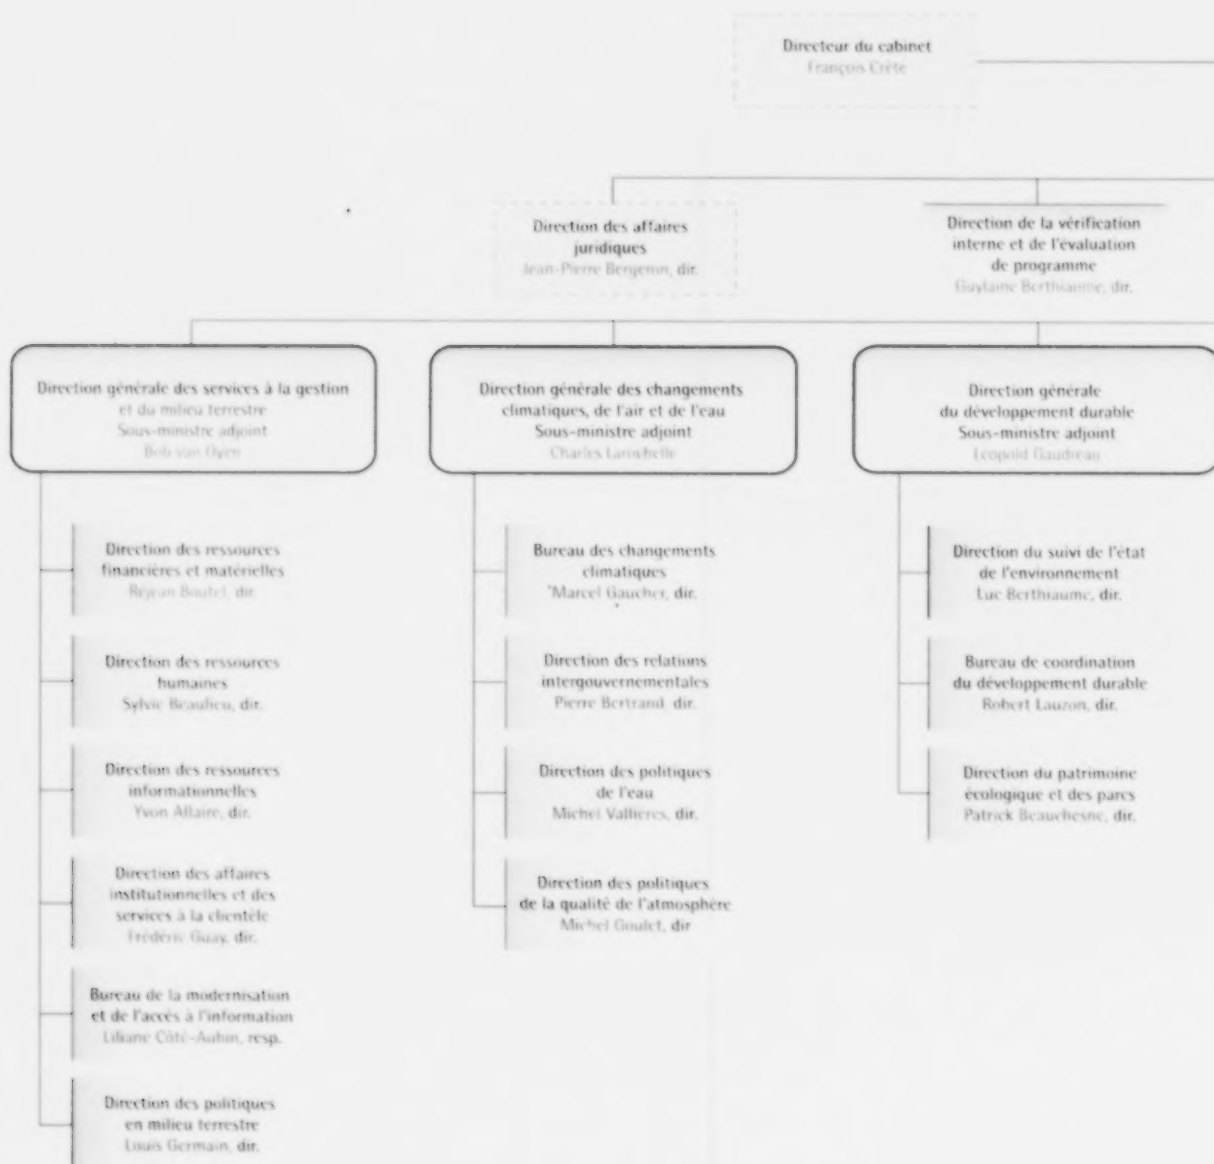 Directeur du cabinet
François Crête
Direction des affaires
juridiques
Jean-Pierre Bergeron, dir.
Direction de la vérification
interne et de l'évaluation
de programme
Guylaine Berthiaume, dir.
Direction générale des services à la gestion
et du milieu terrestre
Sous-ministre adjoint
Bob van Oyen
Direction des ressources
financières et matérielles
Réjean Boutet, dir.
Direction des ressources
humaines
Sylvie Beaulieu, dir.
Direction des ressources
informationnelles
Yvon Allaire, dir.
Direction des affaires
institutionnelles et des
services à la clientèle
Frédéric Guay, dir.
Bureau de la modernisation
et de l'accès à l'information
Liliane Côté-Aubin, resp.
Direction des politiques
en milieu terrestre
Louis Germain, dir.
Direction générale des changements
climatiques, de l'air et de l'eau
Sous-ministre adjoint
Charles Larochelle
Bureau des changements
climatiques
Marcel Gaucher, dir.
Direction des relations
intergouvernementales
Pierre Bertrand, dir.
Direction des politiques
de l'eau
Michel Vallières, dir.
Direction des politiques
de la qualité de l'atmosphère
Michel Goulet, dir
Direction générale
du développement durable
Sous-ministre adjoint
Léopold Gaudreau
Direction du suivi de l'état
de l'environnement
Luc Berthiaume, dir.
Bureau de coordination
du développement durable
Robert Lauzon, dir.
Direction du patrimoine
écologique et des parcs
Patrick Beauchesne, dir.